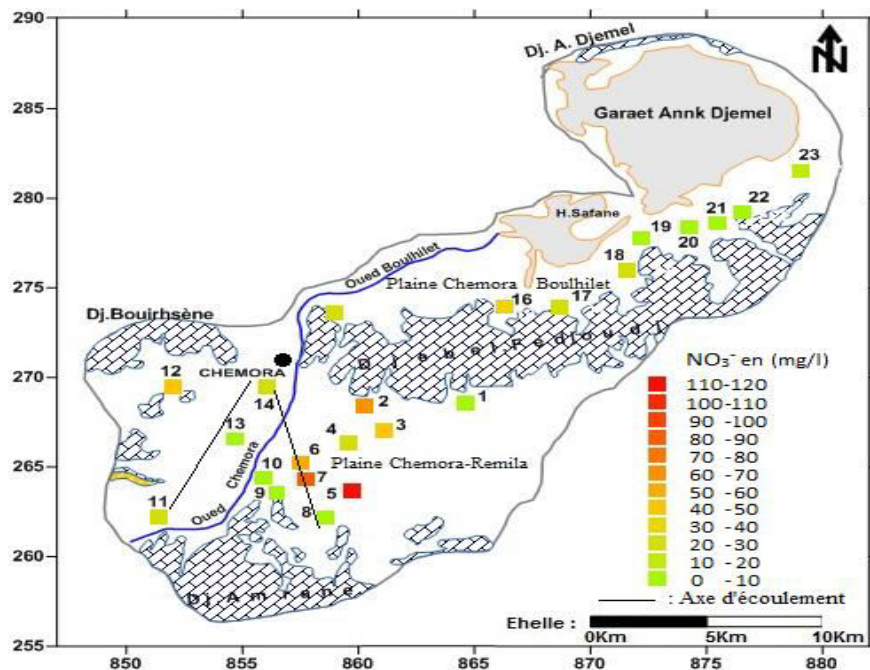 290
285
280
275
270
265
260
255
Dj. A. Djemel
N
Garaet Annk Djemel
23
22
21
20
19
18
H.Safane
Oued Boulhilet
Plaine Chemora Boulhilet
16
17
Dj.Bouirhsène
Djebel.Fedjoudj
CHEMORA
12
14
13
2
1
3
4
6
Plaine Chemora-Remila
7
5
10
9
8
11
Oued Chemora
Dj Amrane
NO₃⁻ en (mg/l)
110-120
100-110
90 -100
80 -90
70 -80
60 -70
50 -60
40 -50
30 -40
20 -30
10 -20
0 -10
: Axe d'écoulement
Ehelle :
0Km 5Km 10Km
850 855 860 865 870 875 880